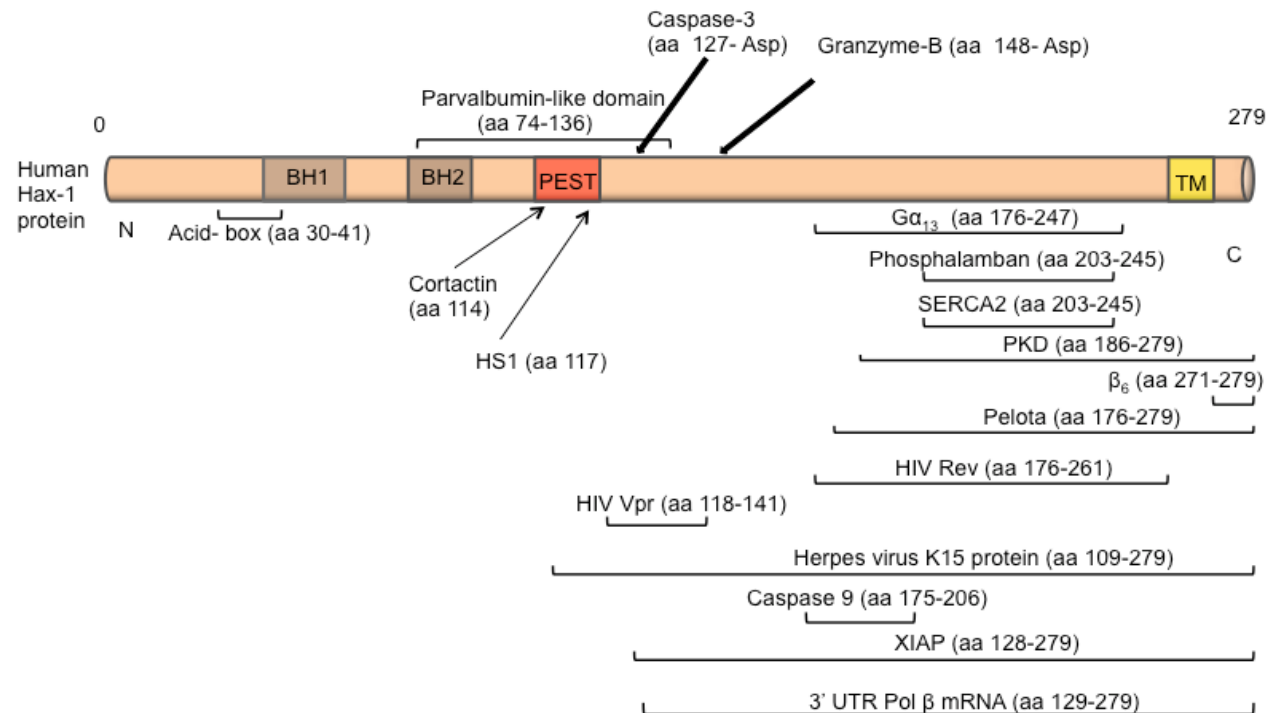 Caspase-3
(aa 127- Asp)
Granzyme-B (aa 148- Asp)
Parvalbumin-like domain
(aa 74-136)
0
279
Human
Hax-1
protein
BH1
BH2
PEST
TM
N
Acid- box (aa 30-41)
Gα13 (aa 176-247)
C
Phosphalamban (aa 203-245)
Cortactin
(aa 114)
SERCA2 (aa 203-245)
HS1 (aa 117)
PKD (aa 186-279)
β6 (aa 271-279)
Pelota (aa 176-279)
HIV Rev (aa 176-261)
HIV Vpr (aa 118-141)
Herpes virus K15 protein (aa 109-279)
Caspase 9 (aa 175-206)
XIAP (aa 128-279)
3’ UTR Pol β mRNA (aa 129-279)